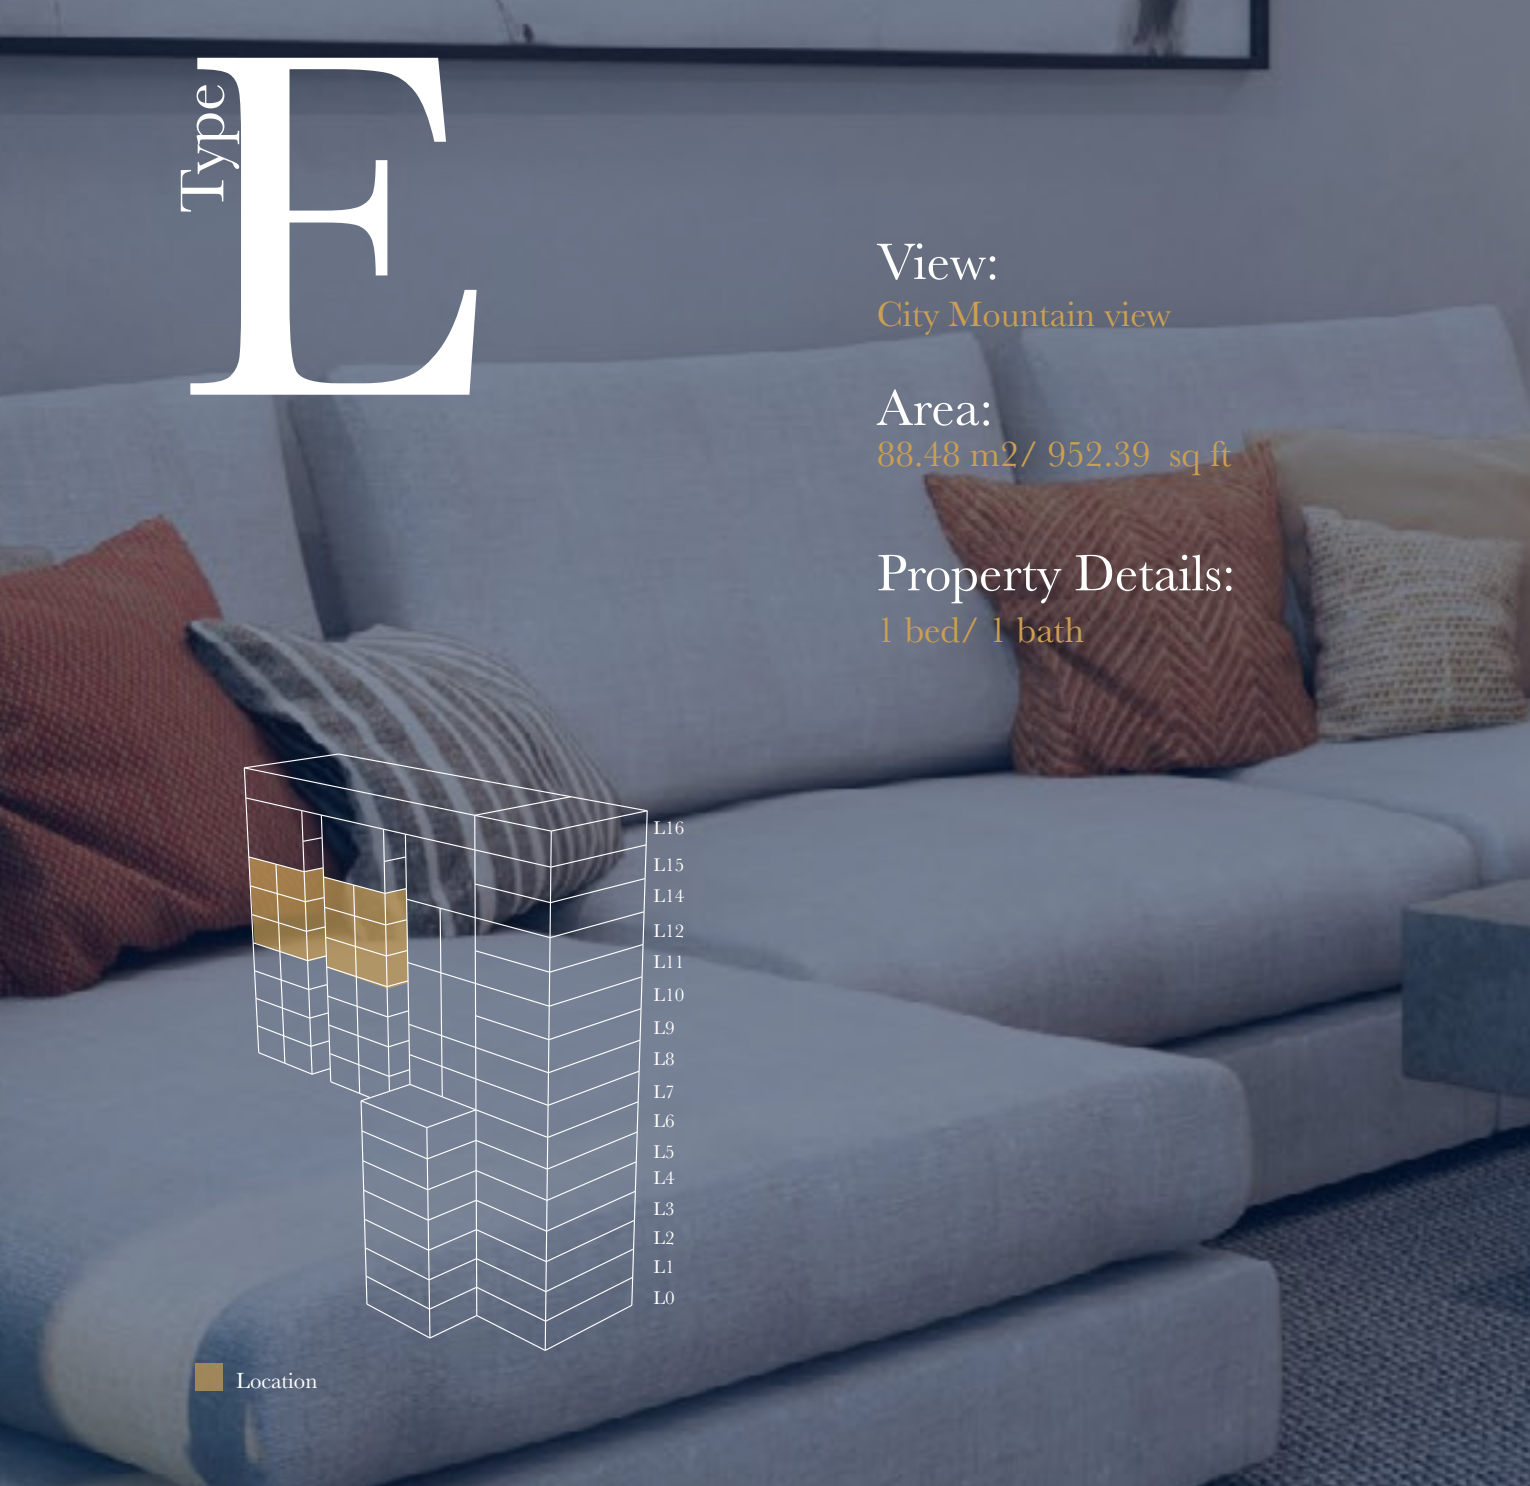 Type
E
View:
City Mountain view
Area:
88.48 m2/ 952.39 sq ft
Property Details:
1 bed/ 1 bath
L16
L15
L14
L12
L11
L10
L9
L8
L7
L6
L5
L4
L3
L2
L1
L0
Location